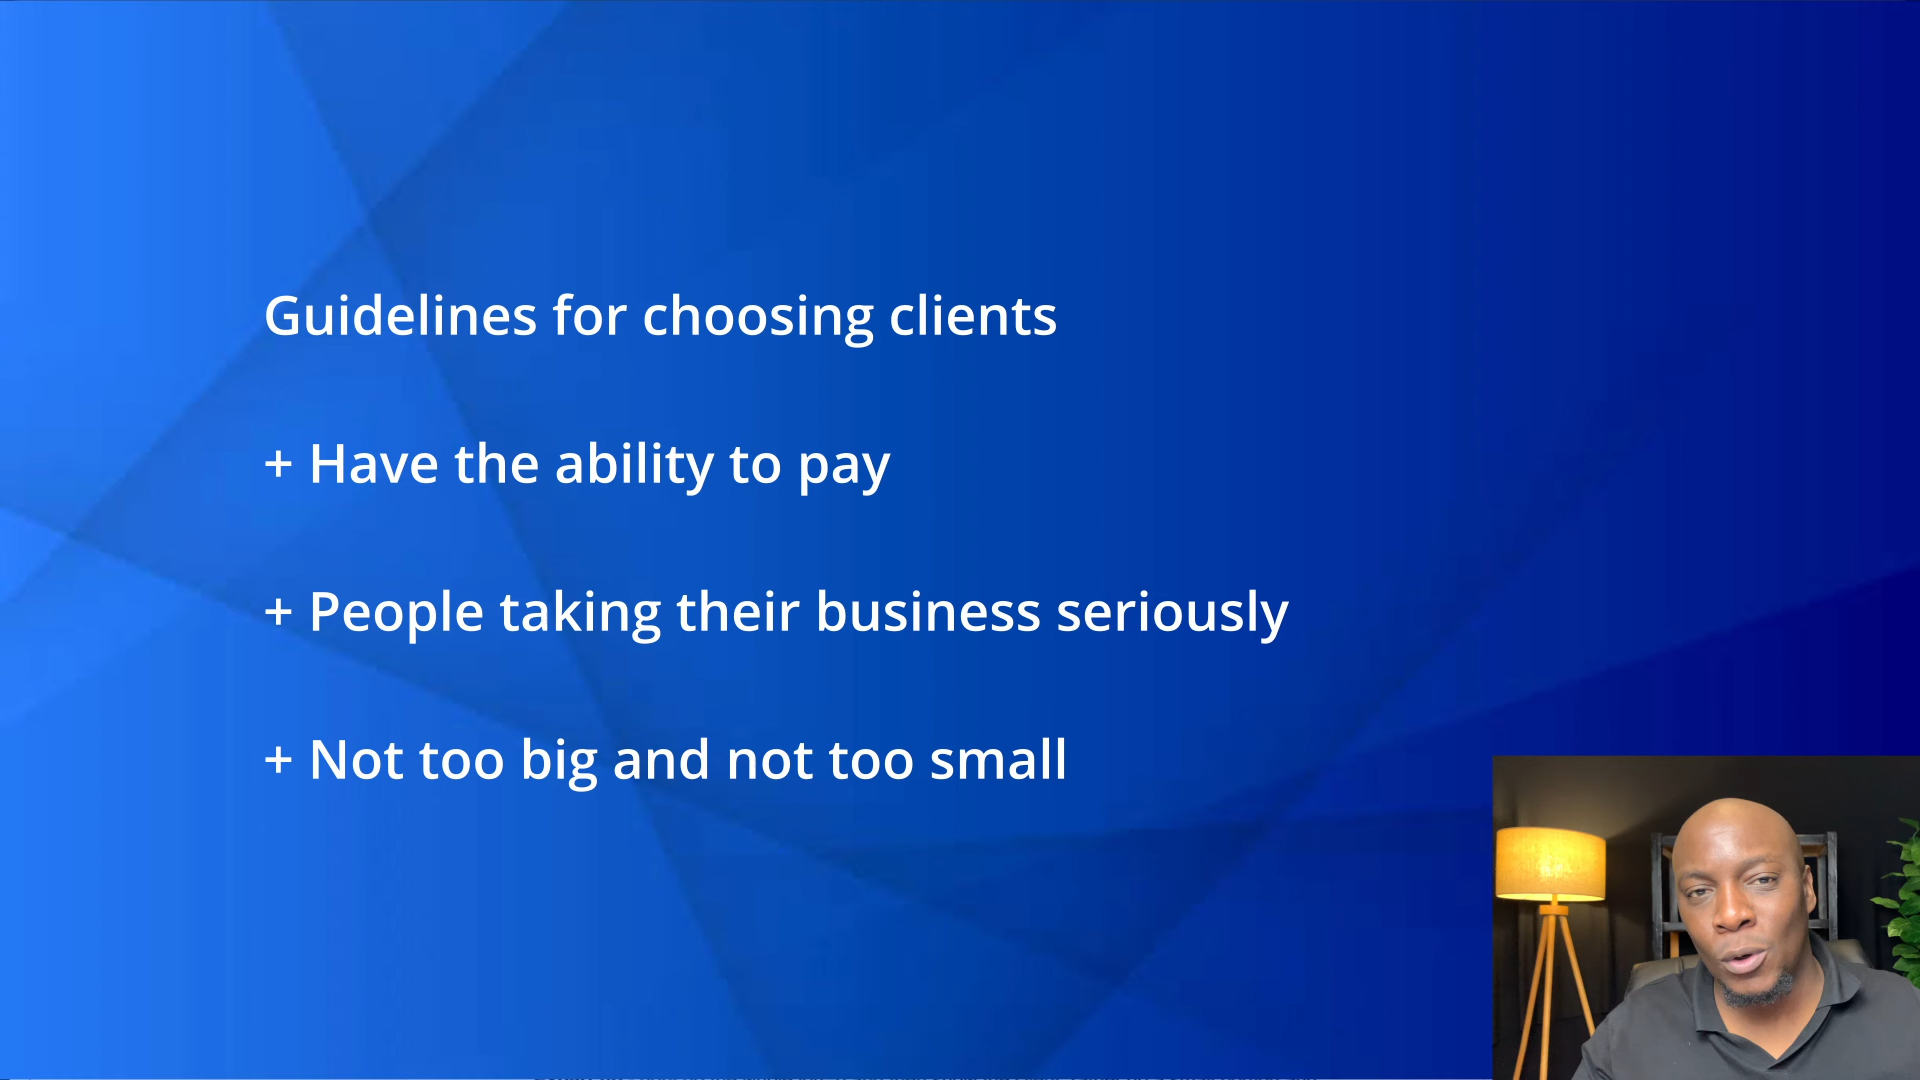 Guidelines for choosing clients
+ Have the ability to pay
+ People taking their business seriously
+ Not too big and not too small